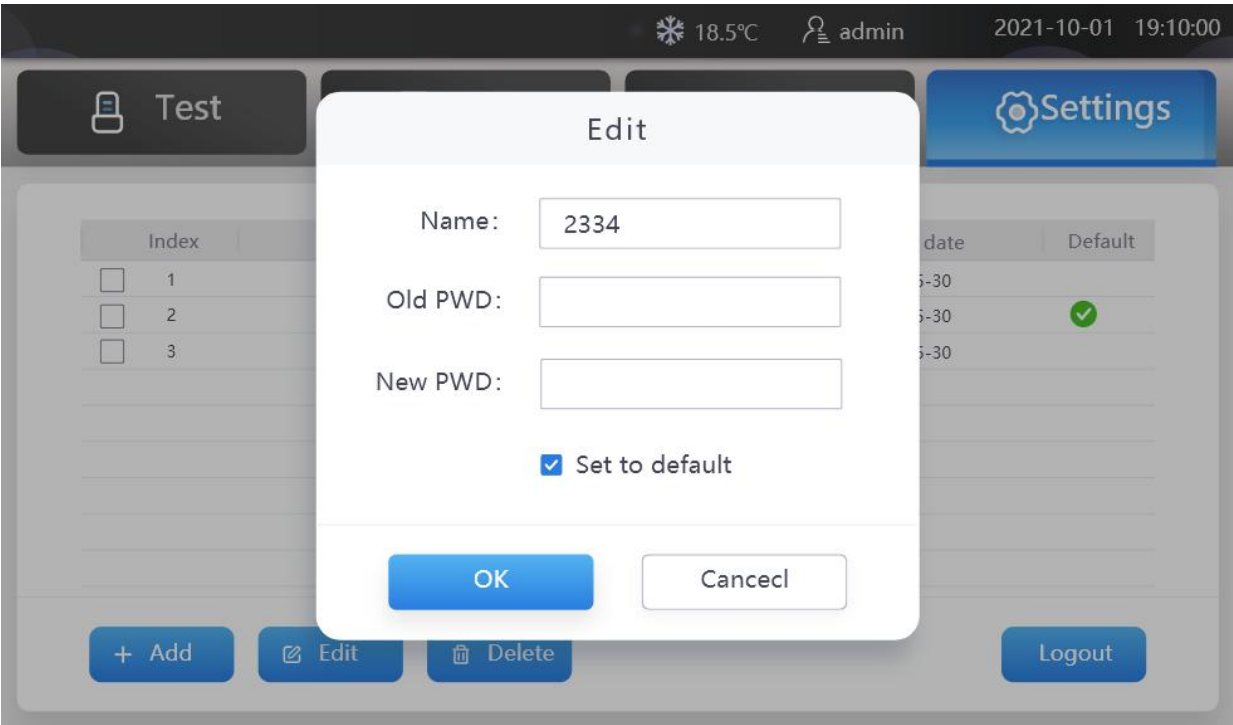 18.5℃ admin 2021-10-01 19:10:00
Test Settings
Edit
Name: 2334
Old PWD:
New PWD:
Set to default
OK Cancecl
Index date Default
1 5-30
2 5-30
3 5-30
+ Add Edit Delete Logout